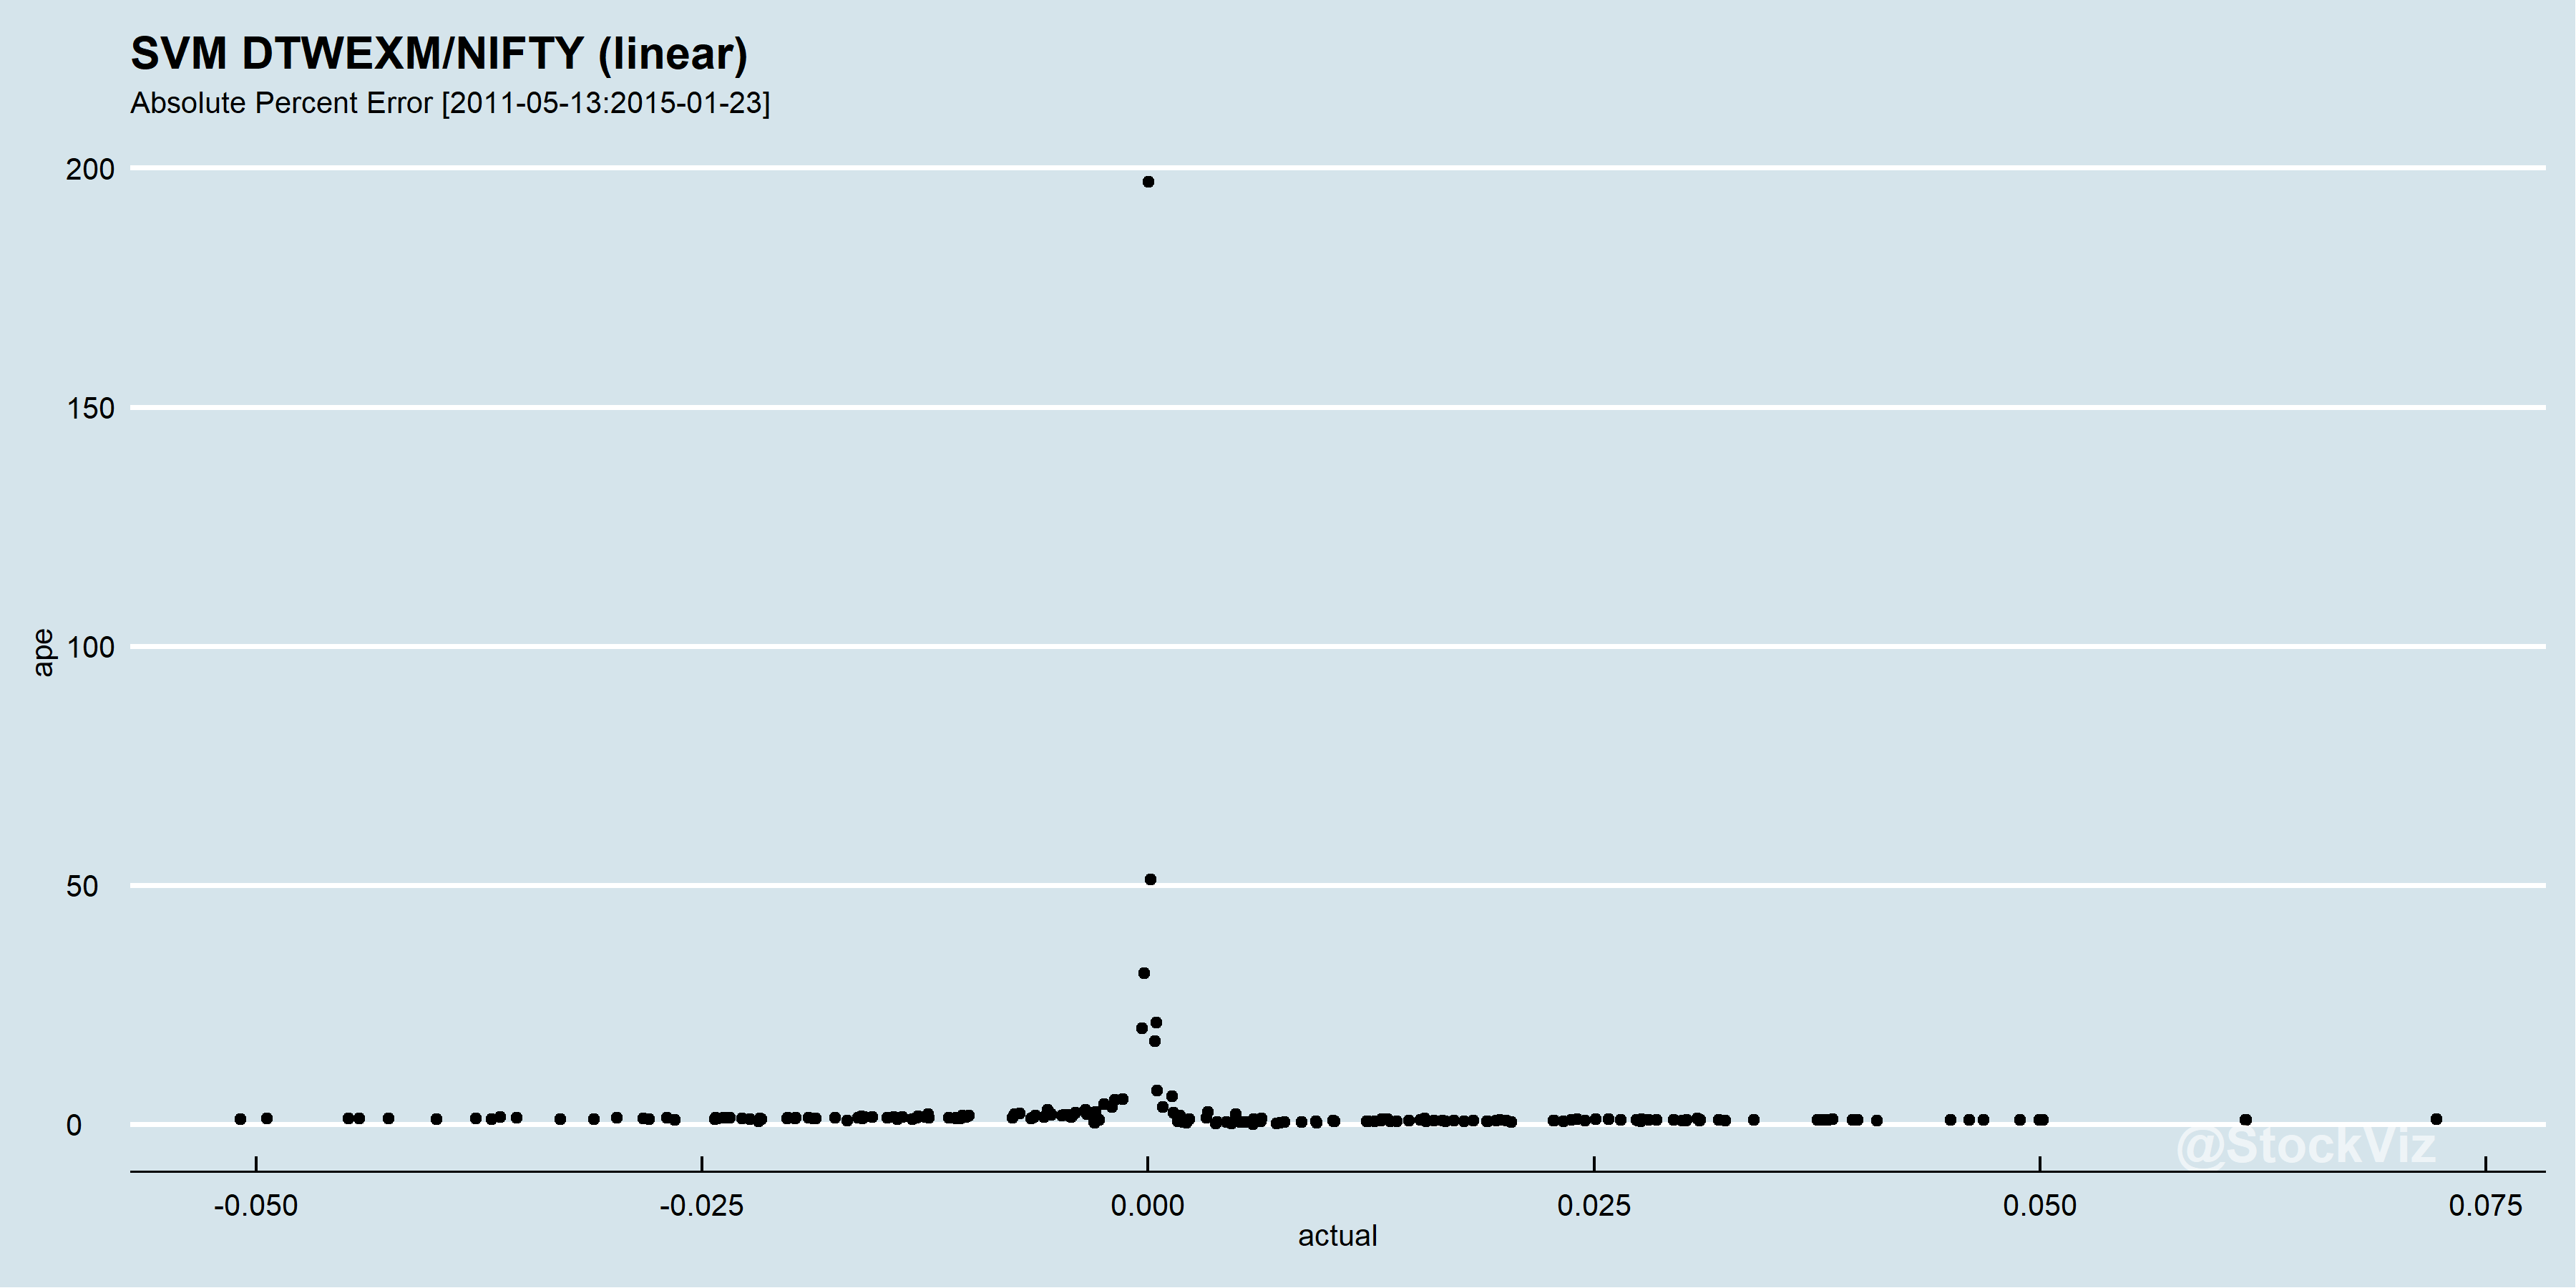 SVM DTWEXM/NIFTY (linear)
Absolute Percent Error [2011-05-13:2015-01-23]
200
150
100
50
0
ape
-0.050
-0.025
0.000
0.025
0.050
0.075
actual
@StockViz